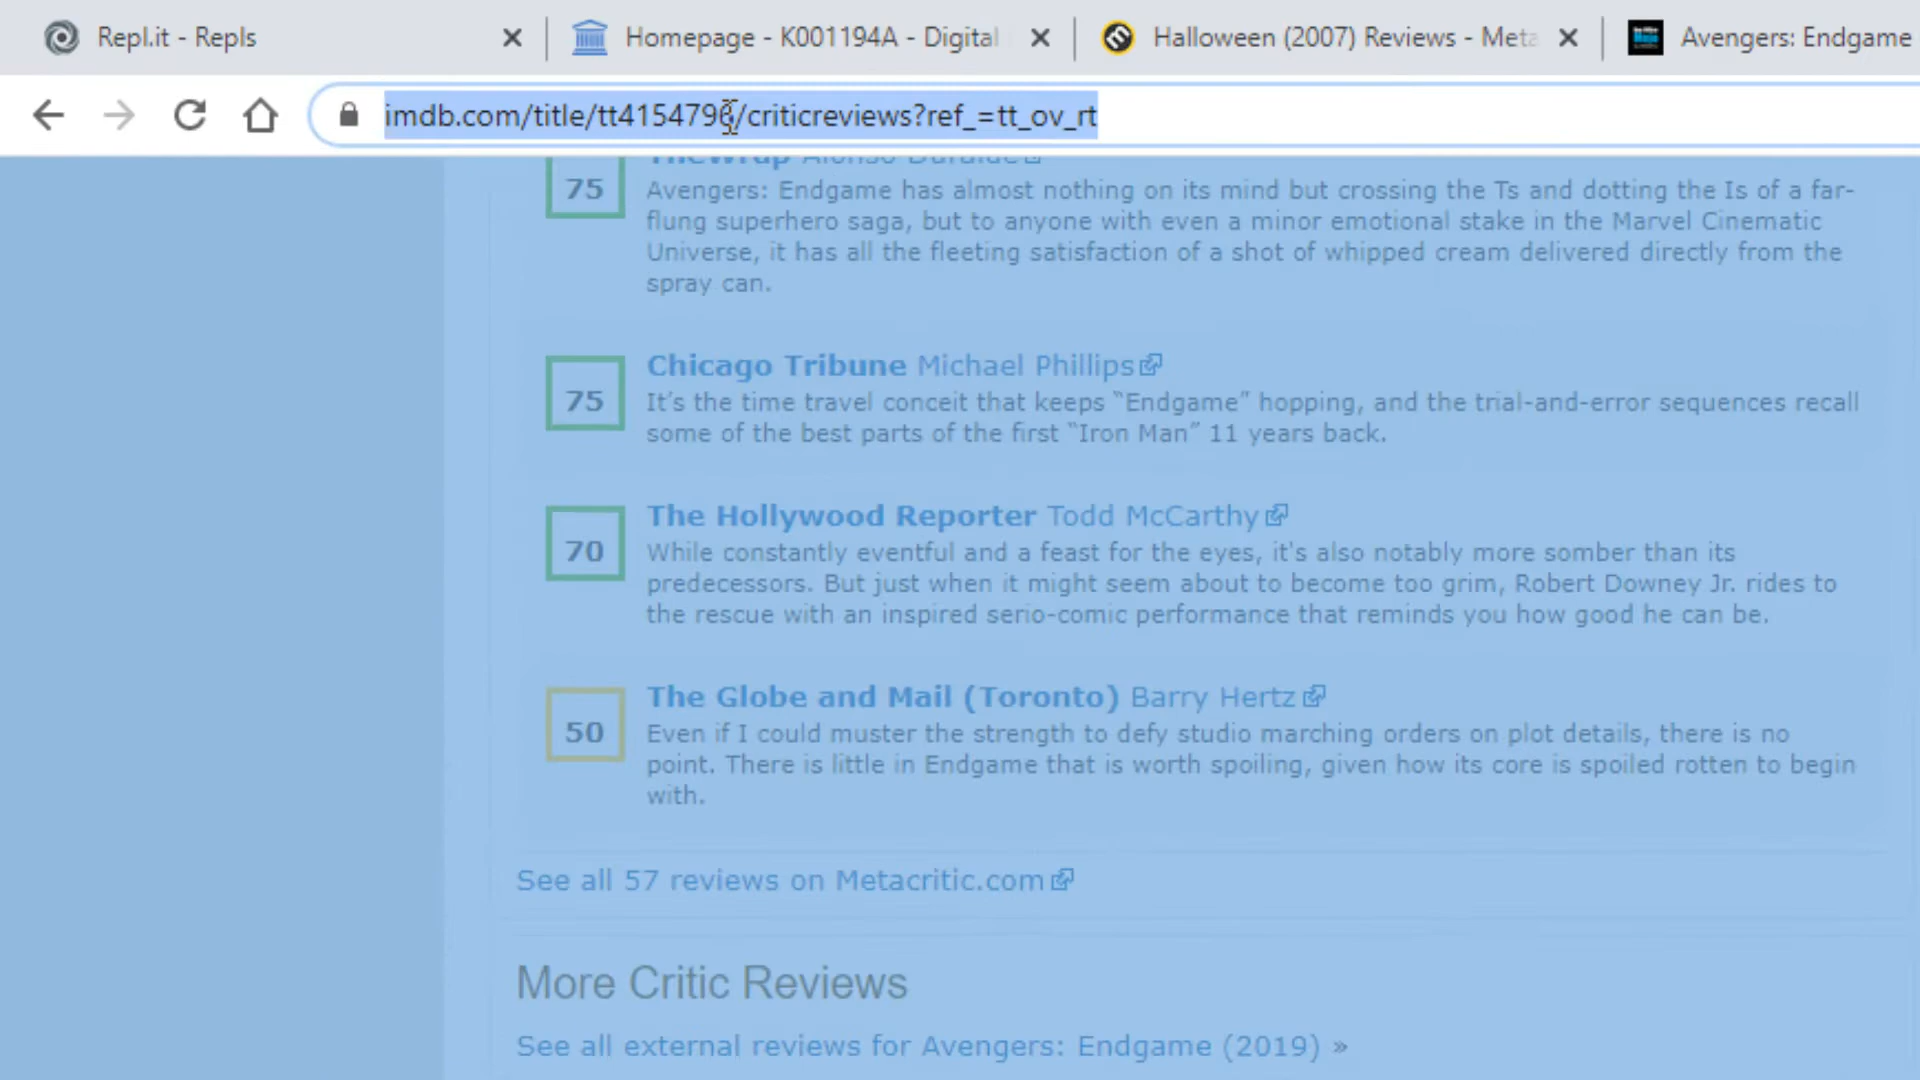 Repl.it - Repls
Homepage - K001194A - Digital
Halloween (2007) Reviews - Meta
Avengers: Endgame
imdb.com/title/tt4154796/criticreviews?ref_=tt_ov_rt
TheWrap Alonso Duralde
75
Avengers: Endgame has almost nothing on its mind but crossing the Ts and dotting the Is of a far-
flung superhero saga, but to anyone with even a minor emotional stake in the Marvel Cinematic
Universe, it has all the fleeting satisfaction of a shot of whipped cream delivered directly from the
spray can.
Chicago Tribune Michael Phillips
75
It's the time travel conceit that keeps “Endgame” hopping, and the trial-and-error sequences recall
some of the best parts of the first “Iron Man” 11 years back.
The Hollywood Reporter Todd McCarthy
70
While constantly eventful and a feast for the eyes, it's also notably more somber than its
predecessors. But just when it might seem about to become too grim, Robert Downey Jr. rides to
the rescue with an inspired serio-comic performance that reminds you how good he can be.
The Globe and Mail (Toronto) Barry Hertz
50
Even if I could muster the strength to defy studio marching orders on plot details, there is no
point. There is little in Endgame that is worth spoiling, given how its core is spoiled rotten to begin
with.
See all 57 reviews on Metacritic.com
More Critic Reviews
See all external reviews for Avengers: Endgame (2019) »